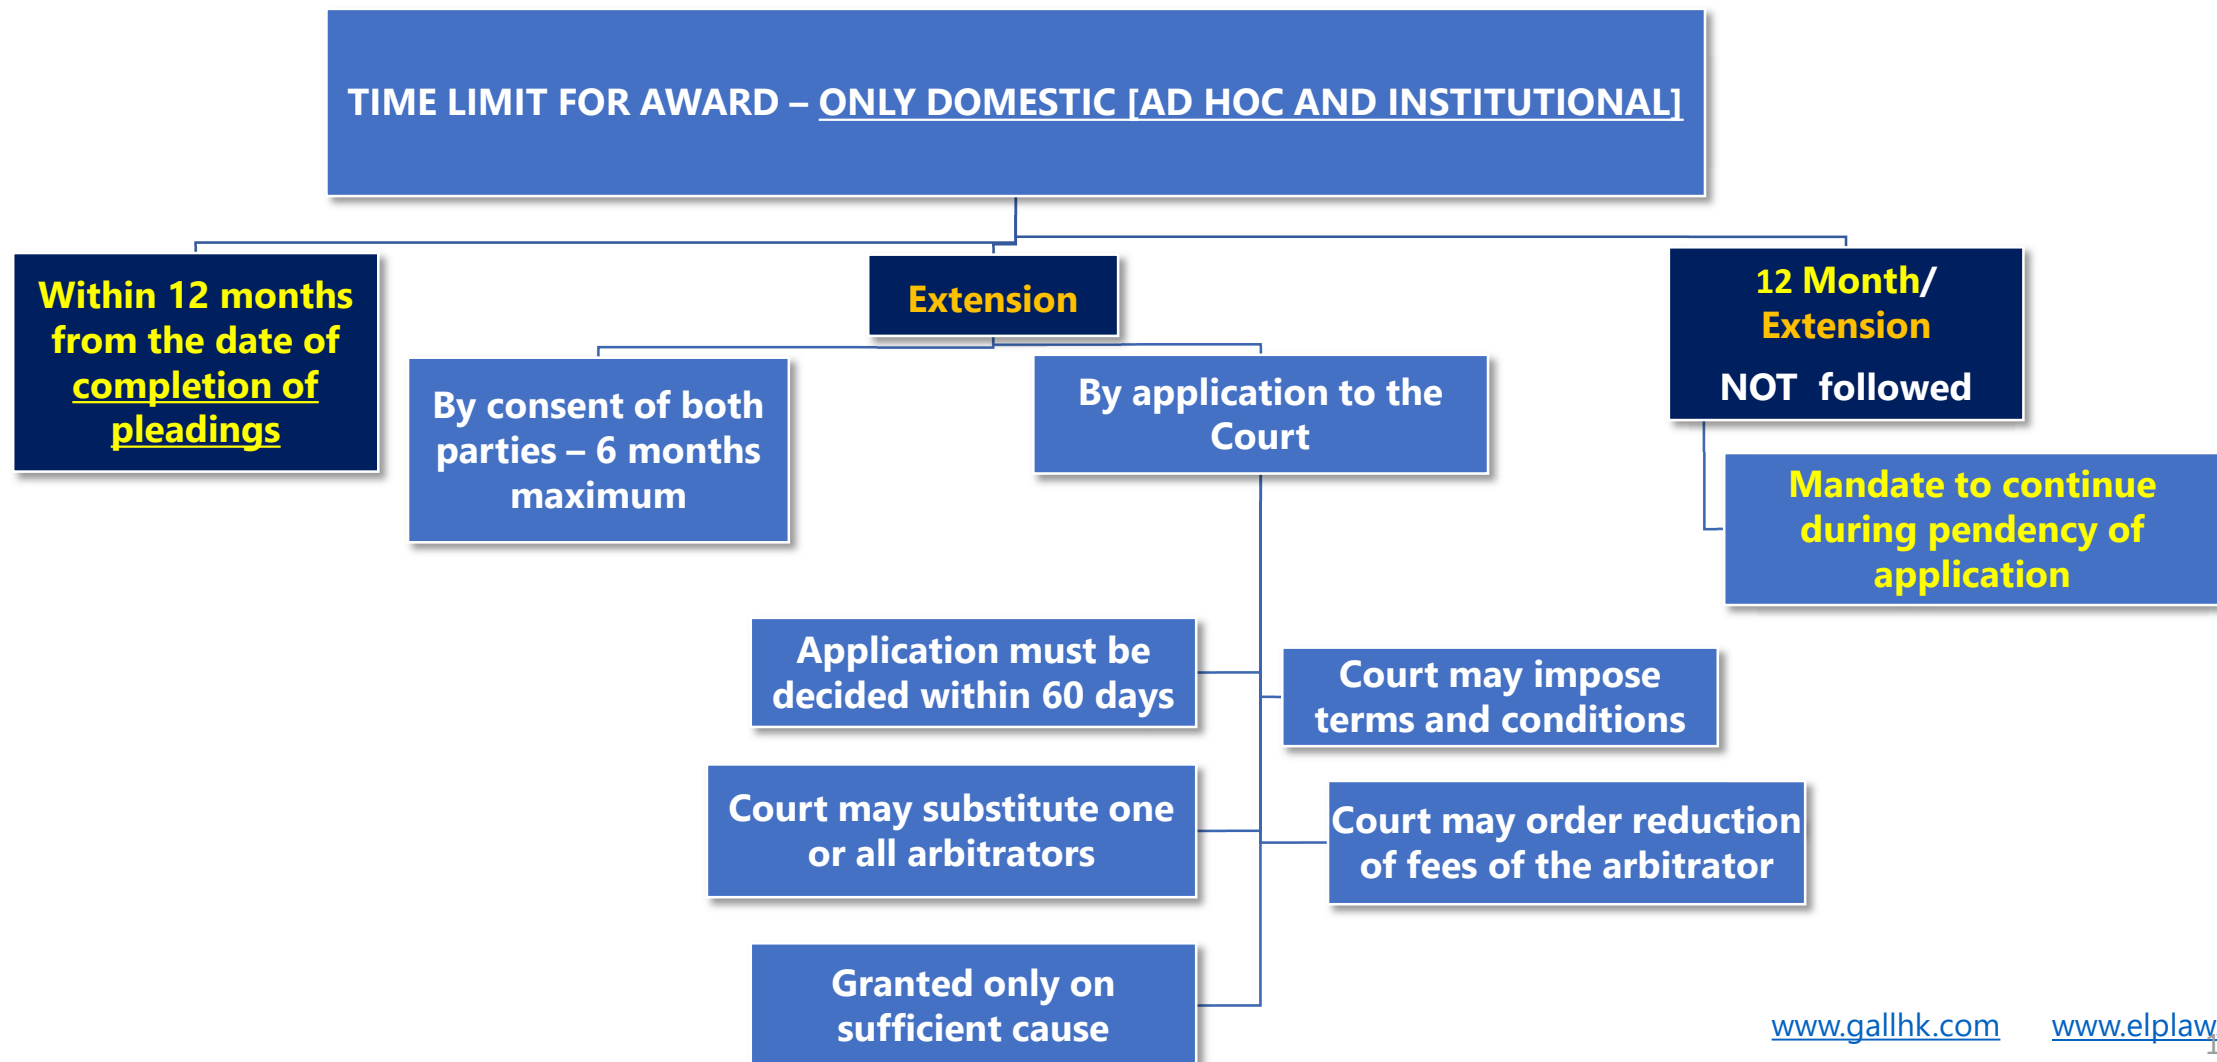 TIME LIMIT FOR AWARD – ONLY DOMESTIC [AD HOC AND INSTITUTIONAL]
Within 12 months
from the date of
completion of
pleadings
Extension
12 Month/
Extension
NOT followed
By consent of both
parties – 6 months
maximum
By application to the
Court
Mandate to continue
during pendency of
application
Application must be
decided within 60 days
Court may impose
terms and conditions
Court may substitute one
or all arbitrators
Court may order reduction
of fees of the arbitrator
Granted only on
sufficient cause
www.gallhk.com www.elplaw